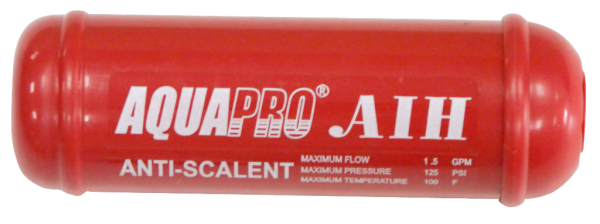 AQUAPRO® AIH
ANTI-SCALENT
MAXIMUM FLOW 1.5 GPM
MAXIMUM PRESSURE 125 PSI
MAXIMUM TEMPERATURE 100 F